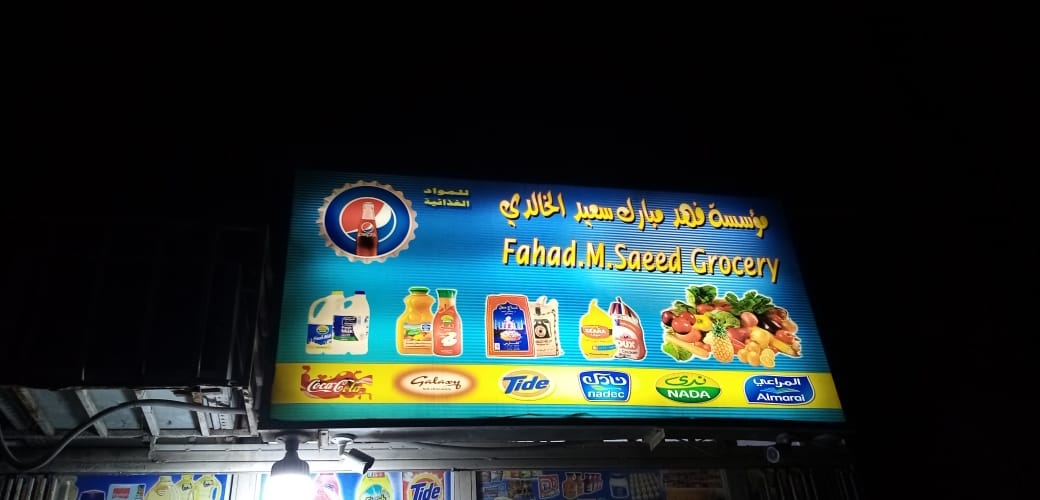 مؤسسة فهد مبارك سعيد الخالدي
للمواد
الغذائية
Fahad.M.Saeed Grocery
Coca-Cola
Galaxy
Tide
نادك
nadec
ندى
NADA
المراعي
Almarai
Tide